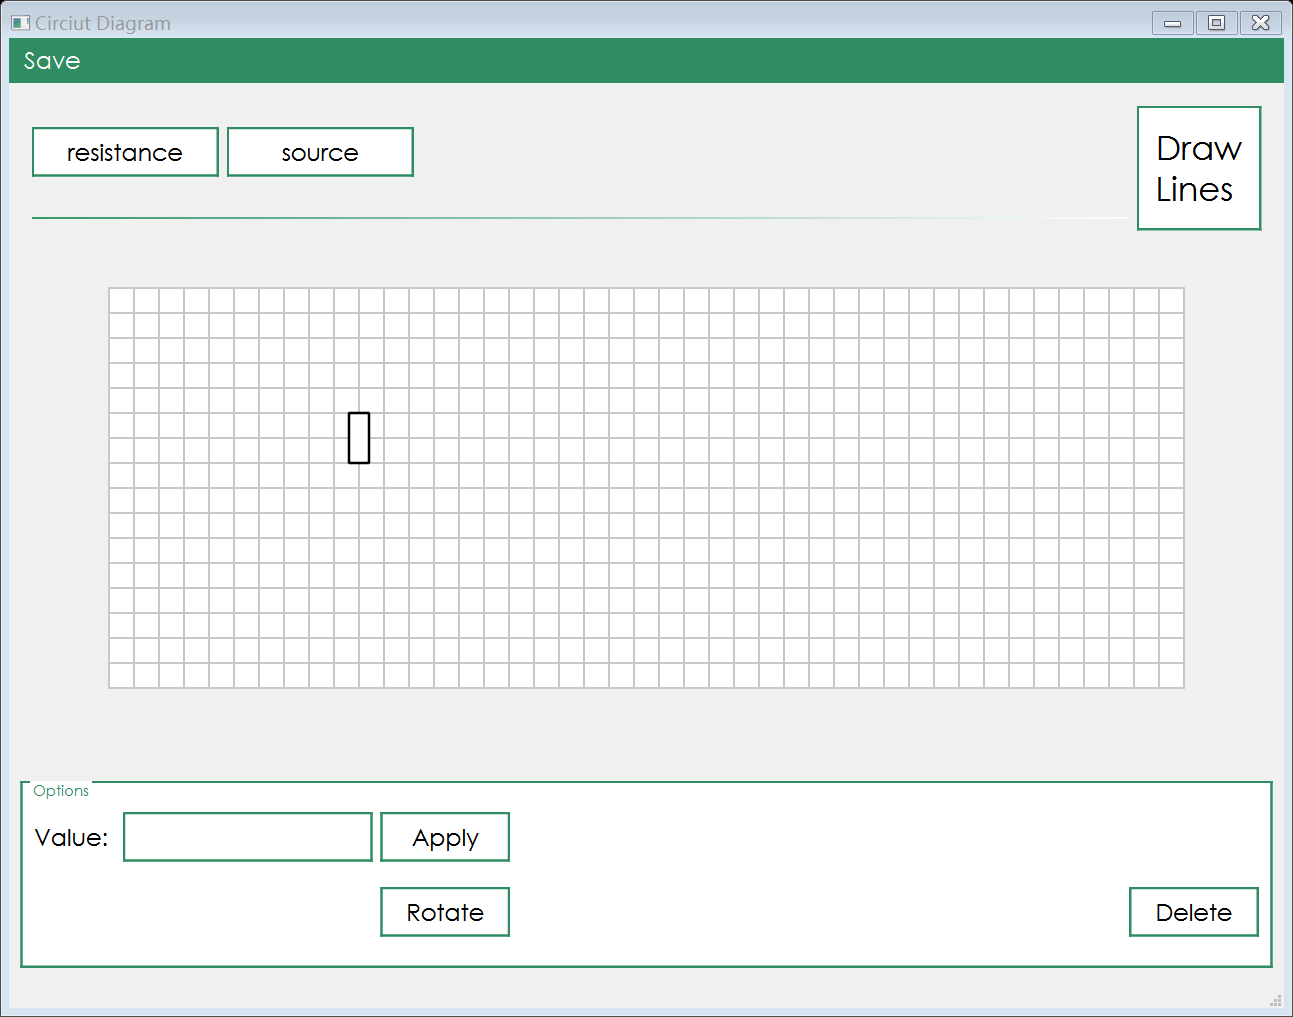 Circiut Diagram
Save
resistance
source
Draw
Lines
Options
Value:
Apply
Rotate
Delete